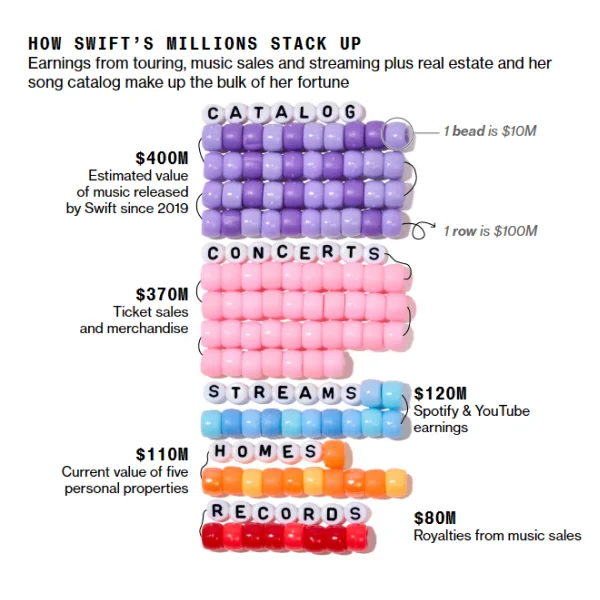 HOW SWIFT'S MILLIONS STACK UP
Earnings from touring, music sales and streaming plus real estate and her
song catalog make up the bulk of her fortune
CATALOG
1 bead is $10M
$400M
Estimated value
of music released
by Swift since 2019
1 row is $100M
CONCERTS
$370M
Ticket sales
and merchandise
STREAMS
$120M
Spotify & YouTube
earnings
HOMES
$110M
Current value of five
personal properties
RECORDS
$80M
Royalties from music sales